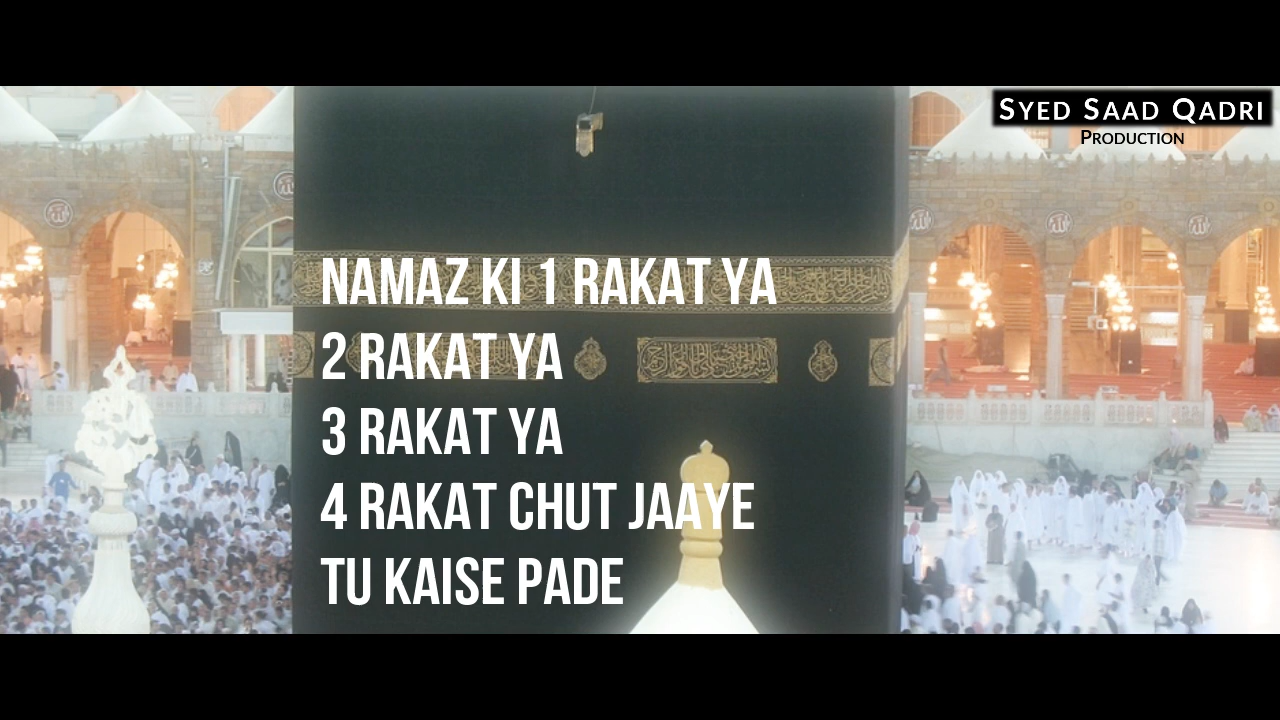 SYED SAAD QADRI
PRODUCTION
NAMAZ KI 1 RAKAT YA
2 RAKAT YA
3 RAKAT YA
4 RAKAT CHUT JAAYE
TU KAISE PADE